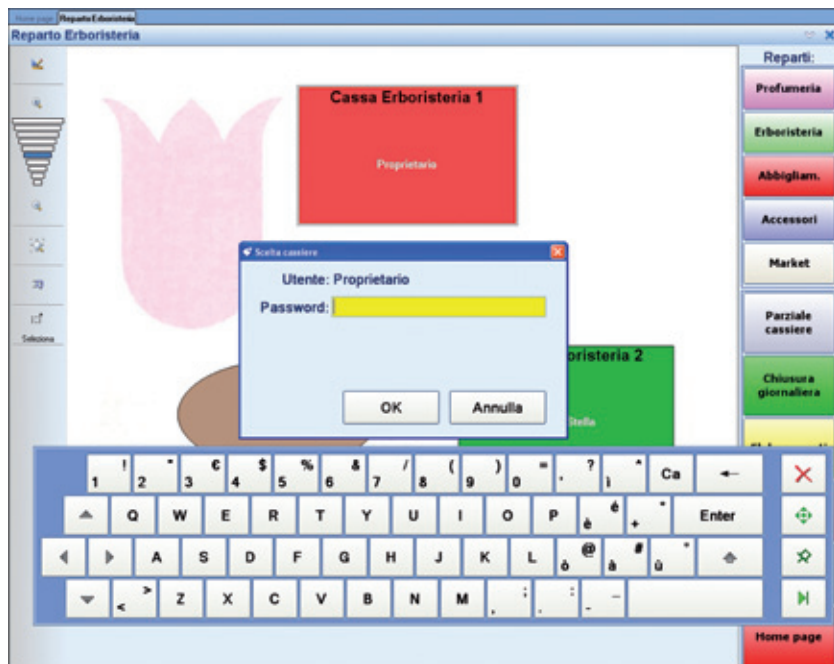 Home page Reparto Erboristeria
Reparto Erboristeria
Reparti:
Cassa Erboristeria 1
Proprietario
Profumeria
Erboristeria
Abbigliam.
Accessori
Market
Parziale
cassiere
Chiusura
giornaliera
Seleziona
Scelta cassiere
Utente: Proprietario
Password:
OK Annulla
oristeria 2
Stella
! " € $ % & / ( ) = ? ^
1 2 3 4 5 6 7 8 9 0 ' ì Ca
Q W E R T Y U I O P è é + * Enter
A S D F G H J K L ò @ à # ù °
< > Z X C V B N M , ; . : - _
Home page